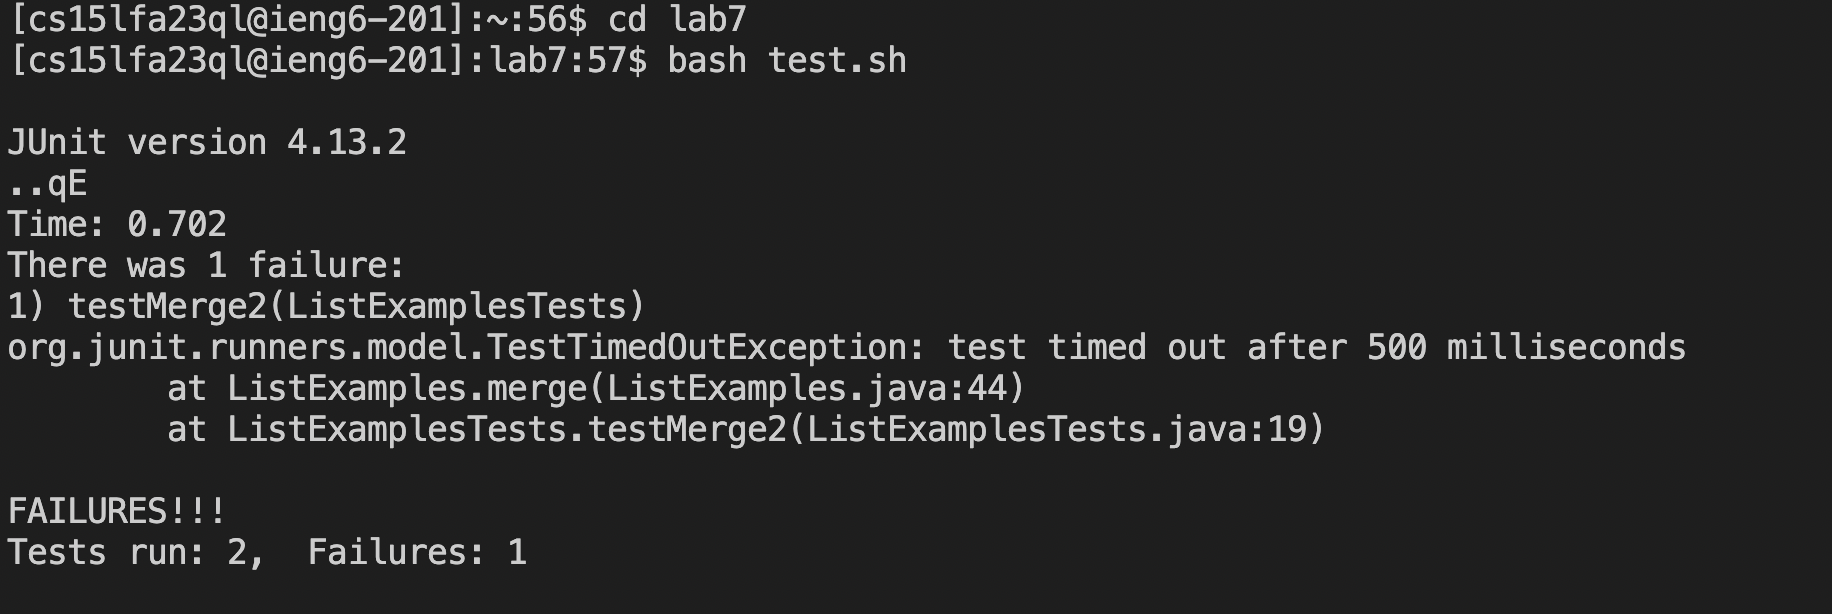 [cs15lfa23ql@ieng6-201]:~:56$ cd lab7
[cs15lfa23ql@ieng6-201]:lab7:57$ bash test.sh
JUnit version 4.13.2
..qE
Time: 0.702
There was 1 failure:
1) testMerge2(ListExamplesTests)
org.junit.runners.model.TestTimedOutException: test timed out after 500 milliseconds
        at ListExamples.merge(ListExamples.java:44)
        at ListExamplesTests.testMerge2(ListExamplesTests.java:19)
FAILURES!!!
Tests run: 2,  Failures: 1